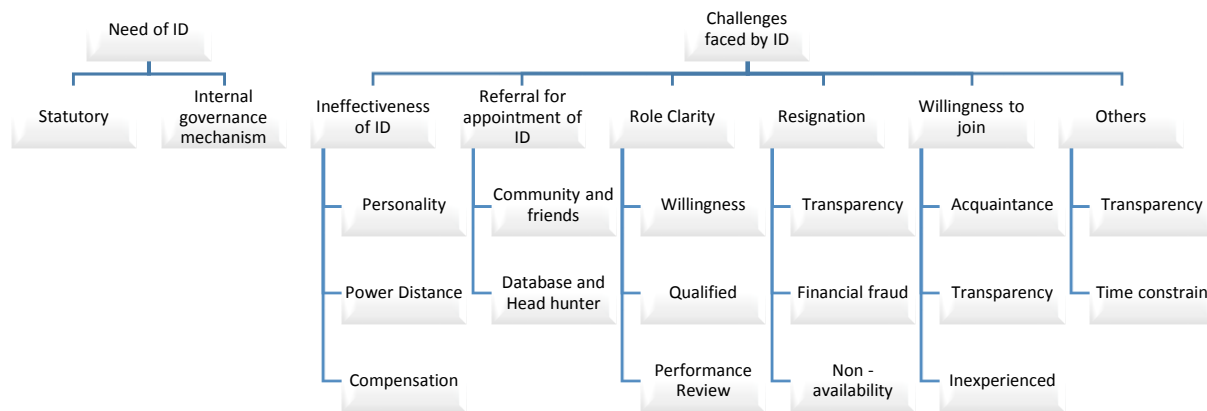 Need of ID
Statutory
Internal
governance
mechanism
Challenges
faced by ID
Ineffectiveness
of ID
Personality
Power Distance
Compensation
Referral for
appointment of
ID
Community and
friends
Database and
Head hunter
Role Clarity
Willingness
Qualified
Performance
Review
Resignation
Transparency
Financial fraud
Non -
availability
Willingness to
join
Acquaintance
Transparency
Inexperienced
Others
Transparency
Time constrain